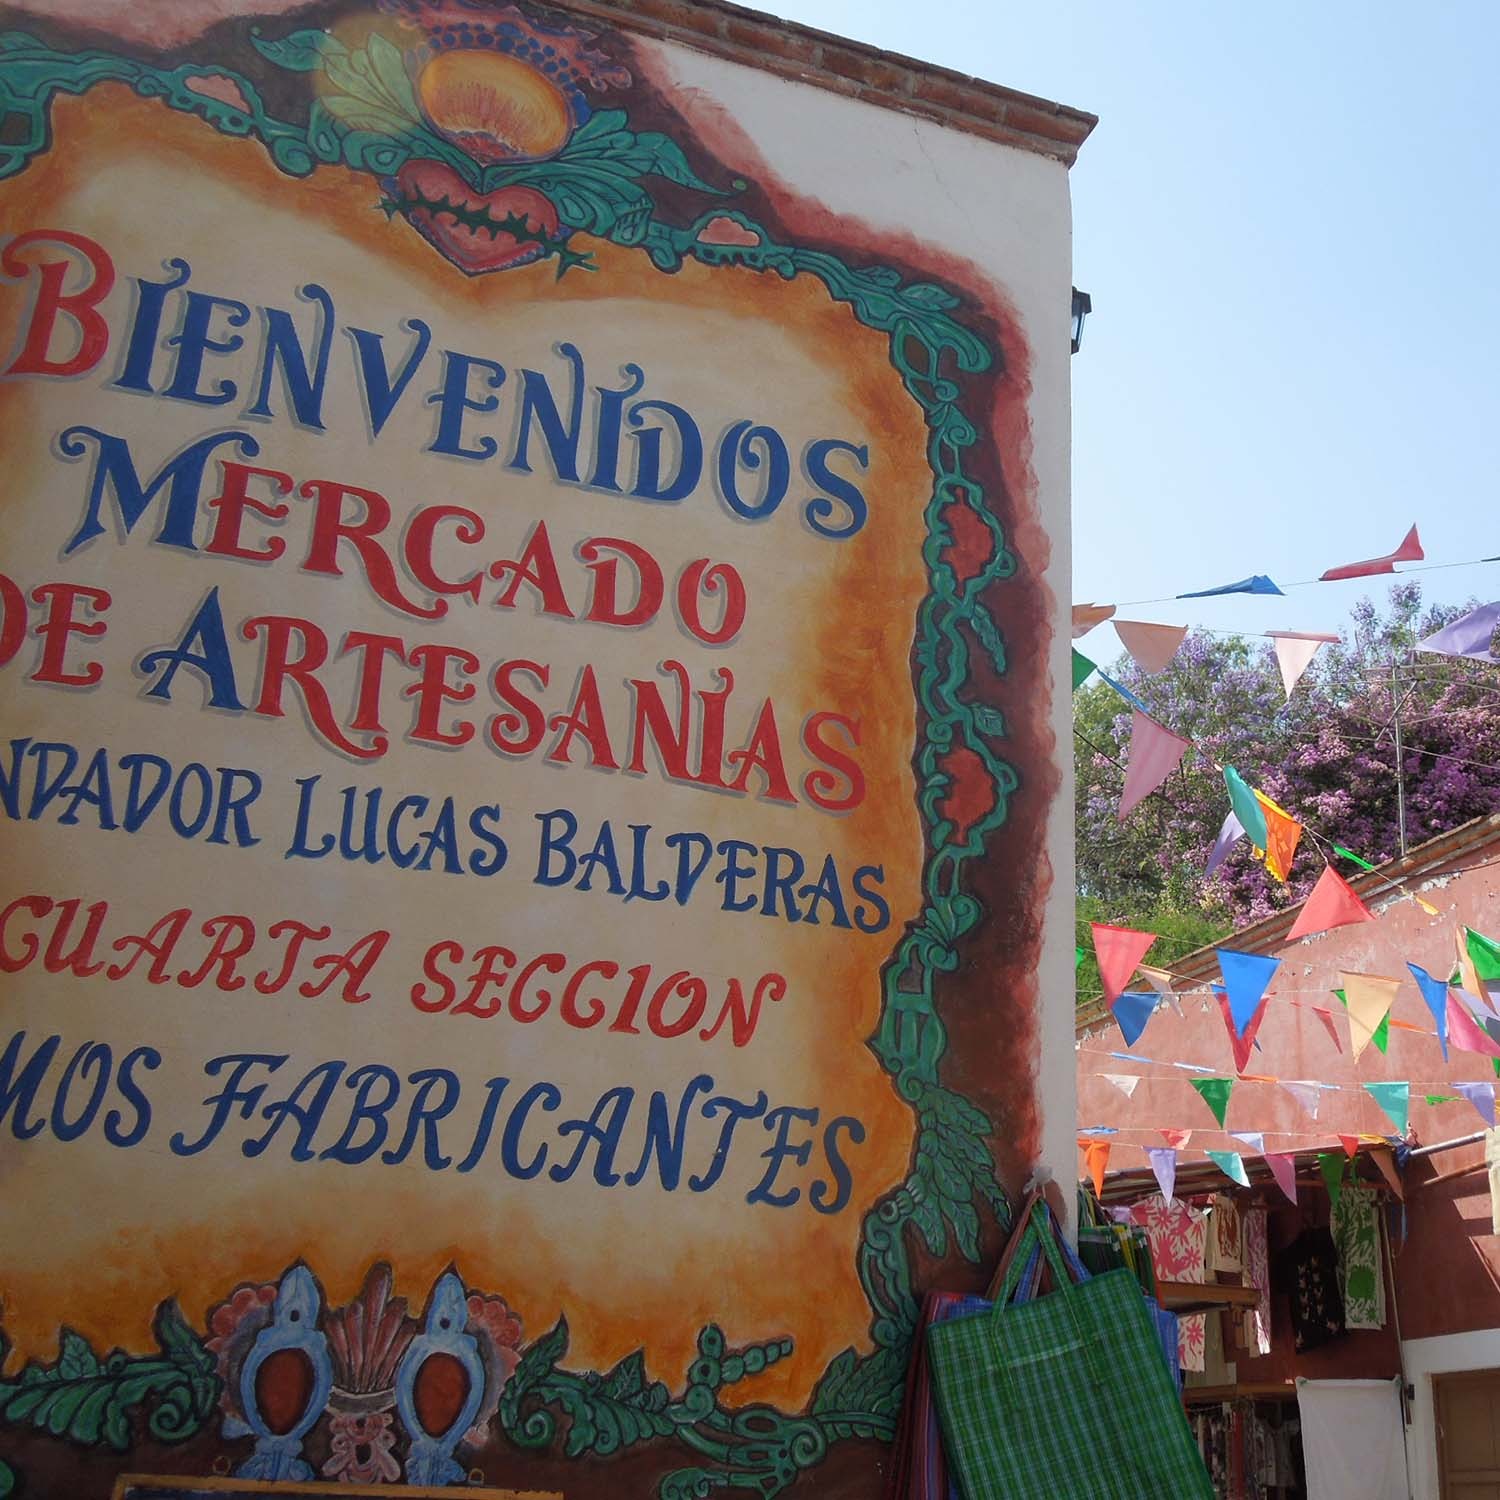 BIENVENIDOS
MERCADO
DE ARTESANIAS
NDADOR LUCAS BALDERAS
CUARTA SECCION
MOS FABRICANTES